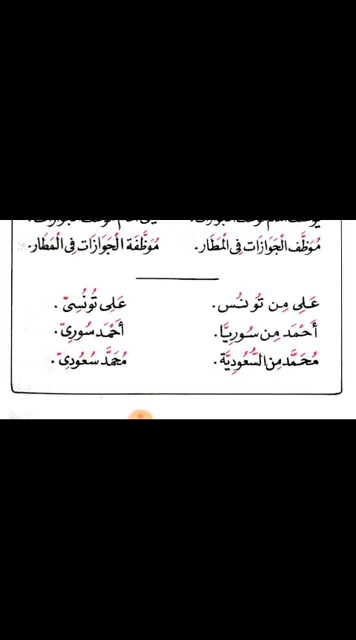 مُوَظَّف الْجَوَازَات فِى الْمَطَار. مُوَظَّفَة الْجَوَازَات فِى الْمَطَار.
عَلِى مِن تُونُس. عَلِى تُونُسِىّ.
أَحْمَد مِن سُورِيَّا. أَحْمَد سُورِىّ.
مُحَمَّد مِن السُّعُودِيَّة. مُحَمَّد سُعُودِىّ.